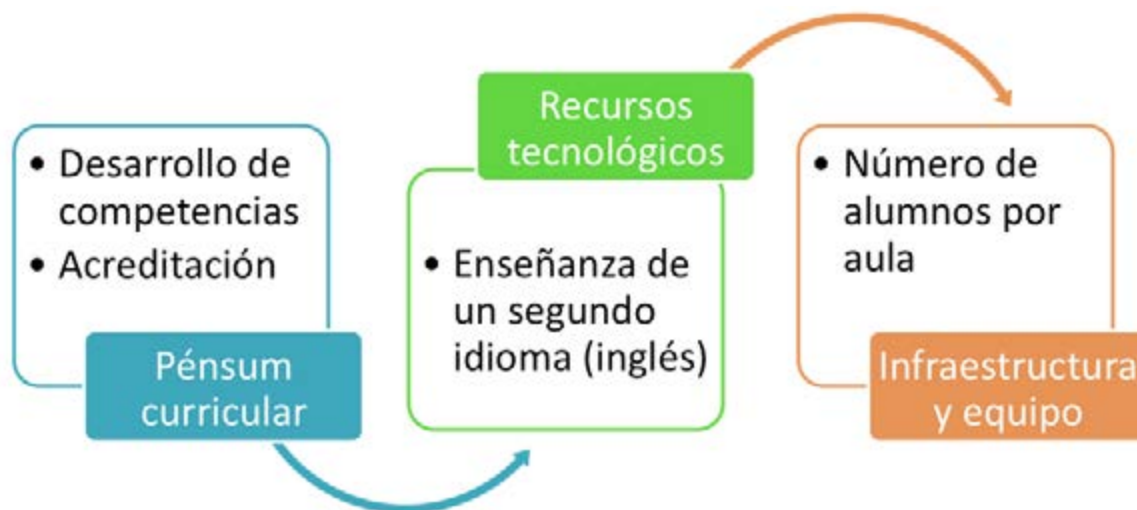 • Desarrollo de
competencias
• Acreditación
Pénsum
curricular
Recursos
tecnológicos
• Enseñanza de
un segundo
idioma (inglés)
• Número de
alumnos por
aula
Infraestructura
y equipo